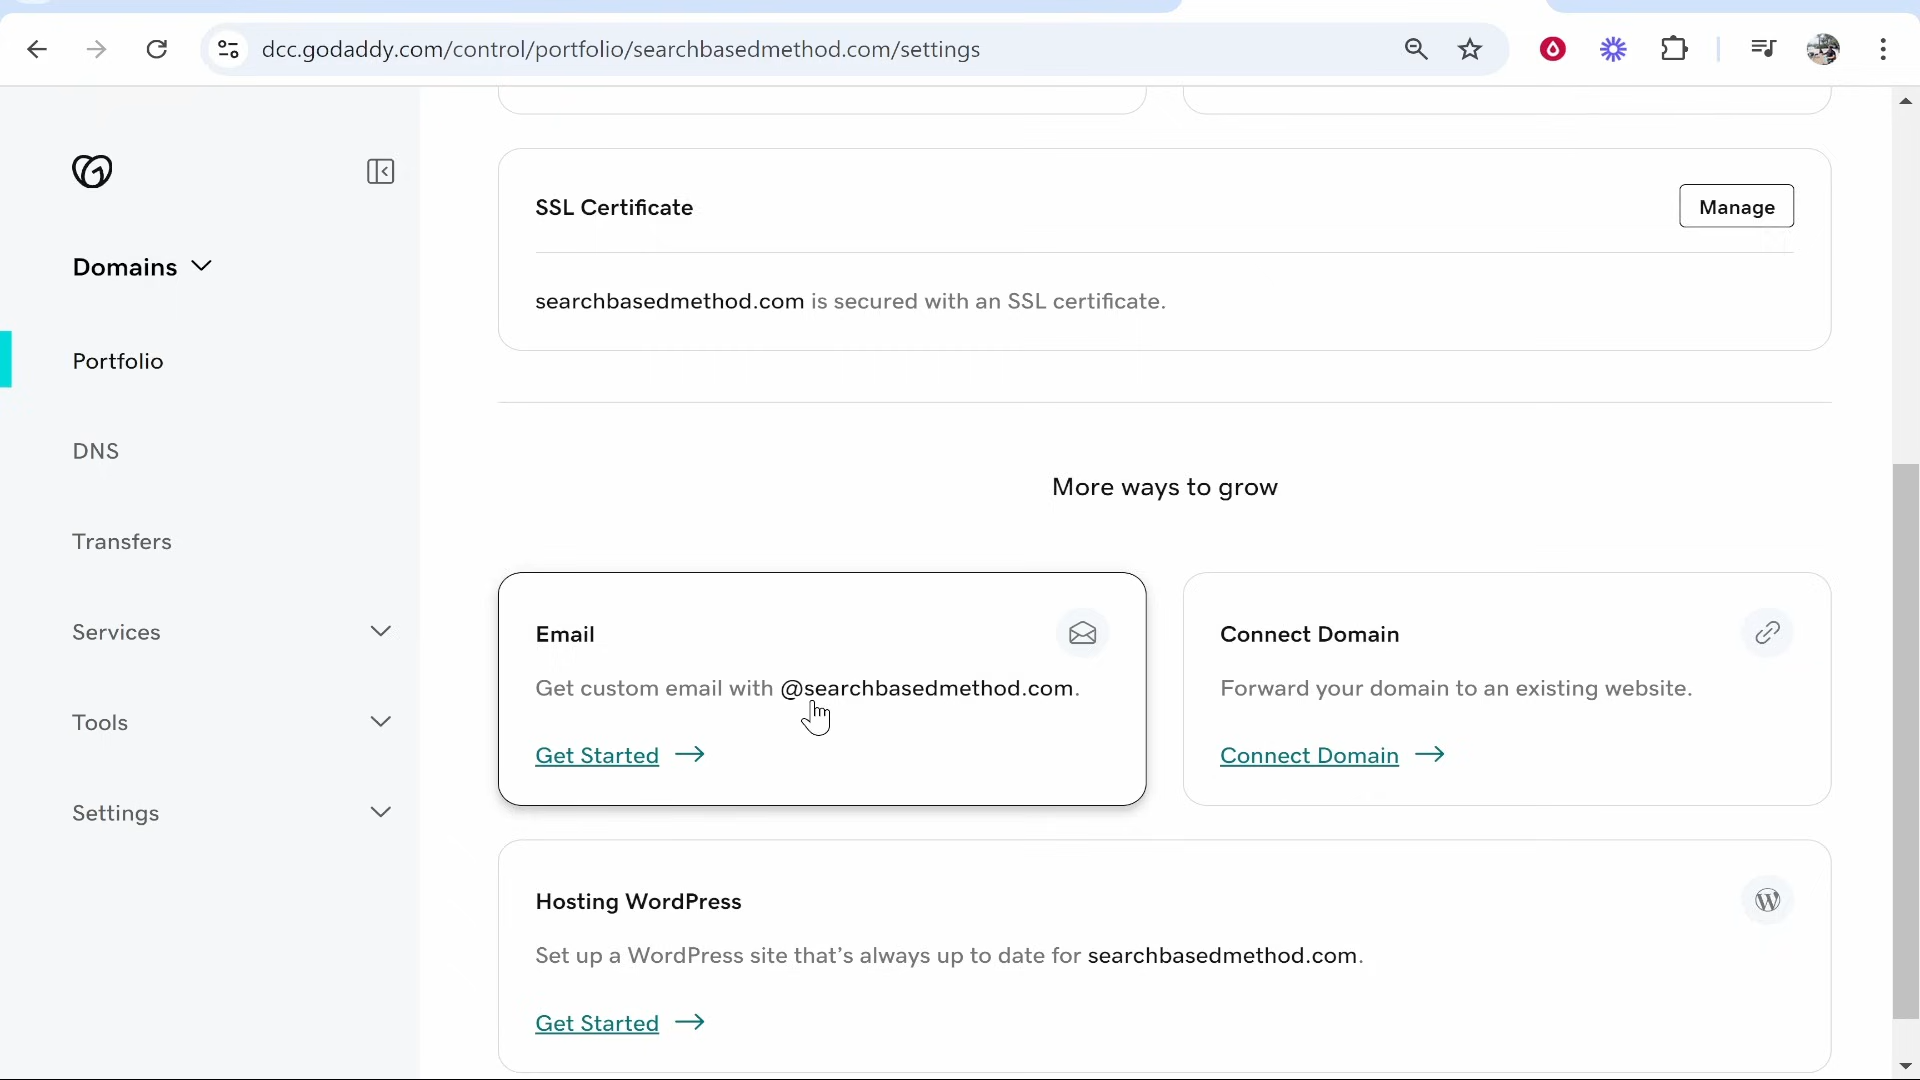 dcc.godaddy.com/control/portfolio/searchbasedmethod.com/settings
Domains
Portfolio
DNS
Transfers
Services
Tools
Settings
SSL Certificate
Manage
searchbasedmethod.com is secured with an SSL certificate.
More ways to grow
Email
Get custom email with @searchbasedmethod.com.
Get Started
Connect Domain
Forward your domain to an existing website.
Connect Domain
Hosting WordPress
Set up a WordPress site that’s always up to date for searchbasedmethod.com.
Get Started